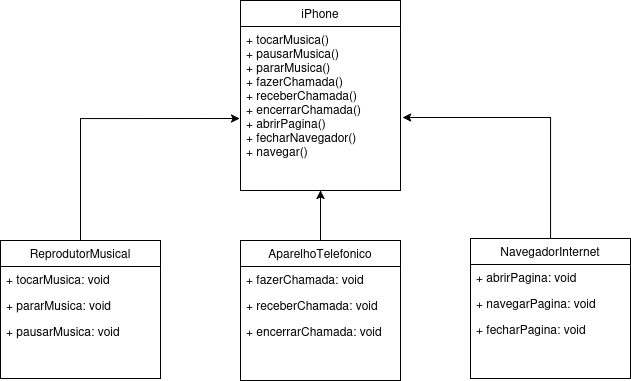 iPhone
+ tocarMusica()
+ pausarMusica()
+ pararMusica()
+ fazerChamada()
+ receberChamada()
+ encerrarChamada()
+ abrirPagina()
+ fecharNavegador()
+ navegar()
ReprodutorMusical
+ tocarMusica: void
+ pararMusica: void
+ pausarMusica: void
AparelhoTelefonico
+ fazerChamada: void
+ receberChamada: void
+ encerrarChamada: void
NavegadorInternet
+ abrirPagina: void
+ navegarPagina: void
+ fecharPagina: void